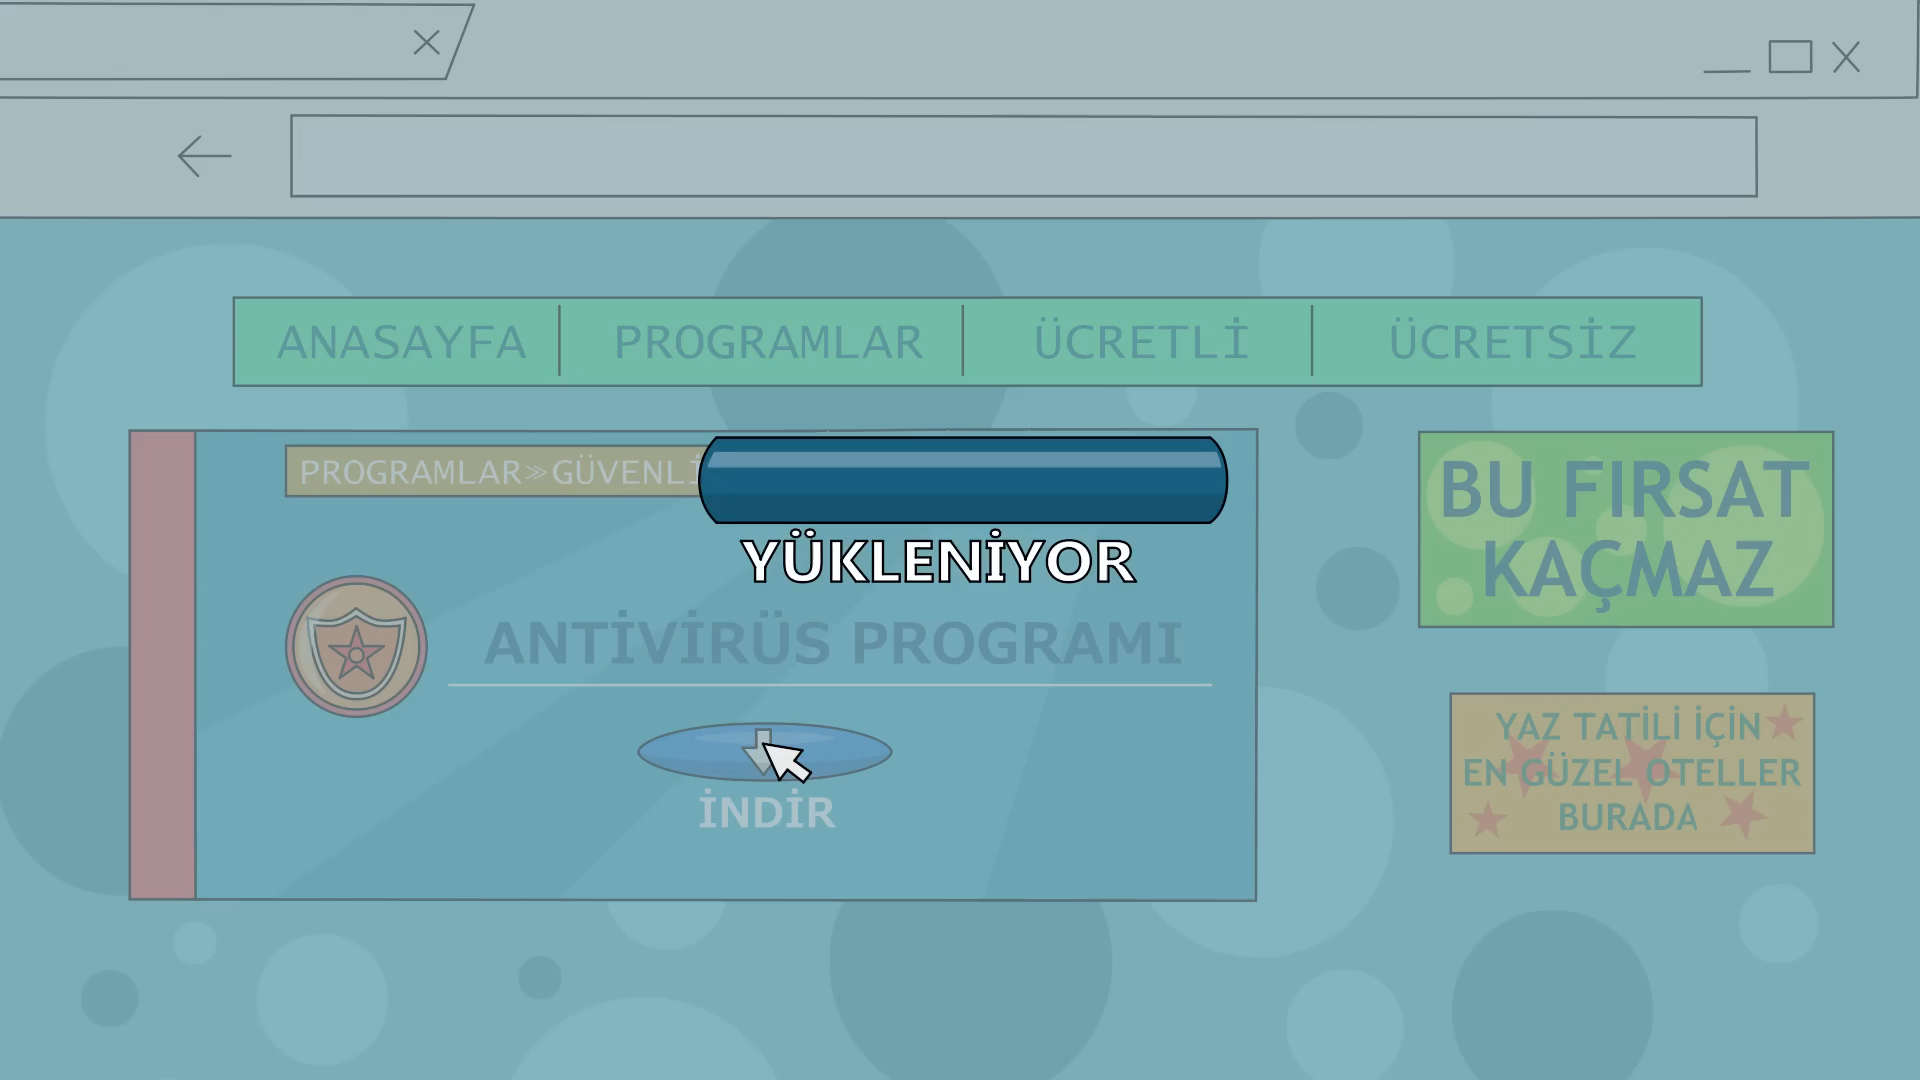 ANASAYFA
PROGRAMLAR
ÜCRETLİ
ÜCRETSİZ
PROGRAMLAR≫GÜVENLİ
YÜKLENİYOR
ANTİVİRÜS PROGRAMI
İNDİR
BU FIRSAT
KAÇMAZ
YAZ TATİLİ İÇİN
EN GÜZEL OTELLER
BURADA